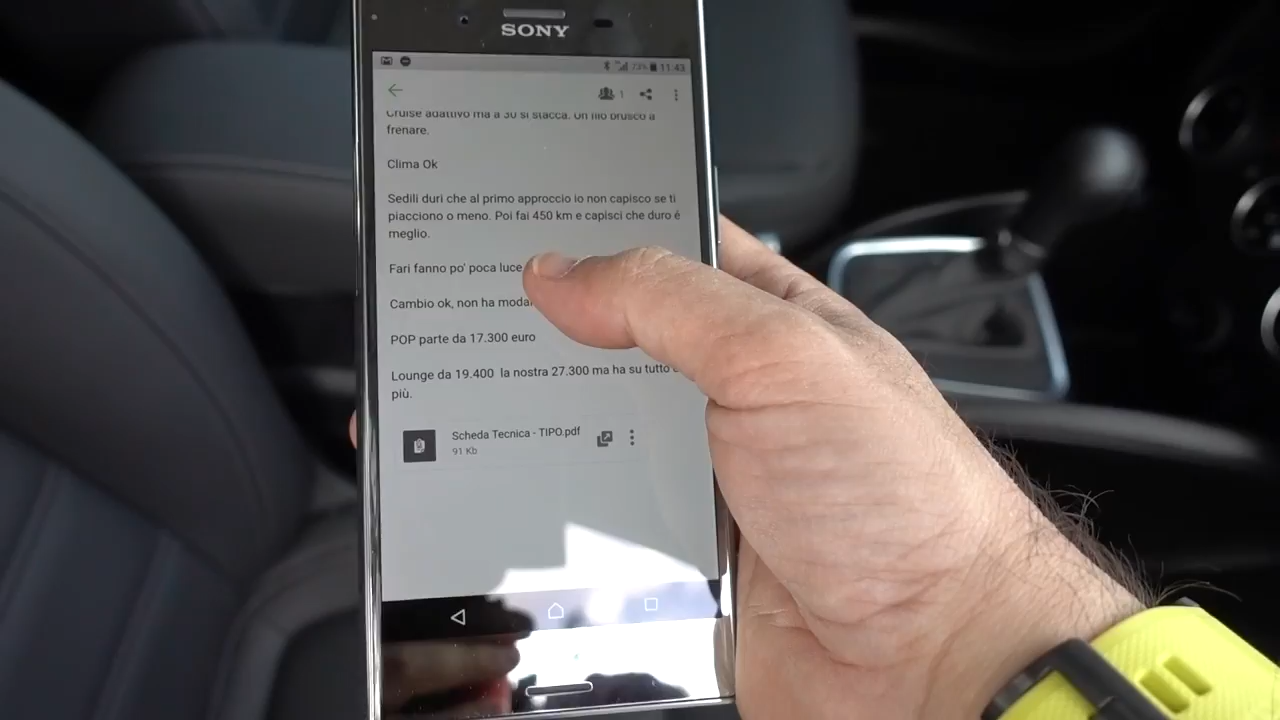 SONY
73% 11:43
1
Cruise adattivo ma a 30 si stacca. Un filo brusco a
frenare.
Clima Ok
Sedili duri che al primo approccio io non capisco se ti
piacciono o meno. Poi fai 450 km e capisci che duro é
meglio.
Fari fanno po' poca luce
Cambio ok, non ha
POP parte da 17.300 euro
Lounge da 19.400 la nostra 27.300 ma ha su tutto
più.
Scheda Tecnica - TIPO.pdf
91 Kb